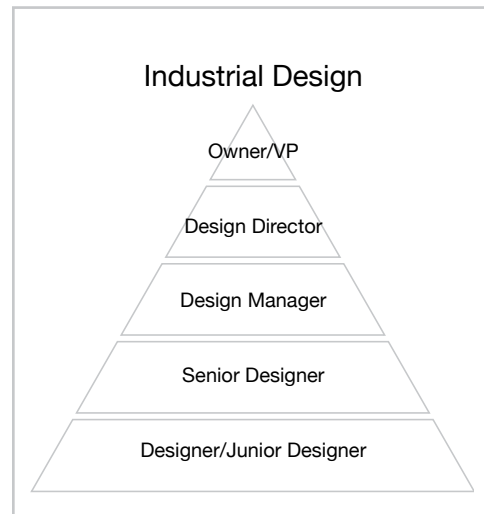 Industrial Design
Owner/VP
Design Director
Design Manager
Senior Designer
Designer/Junior Designer